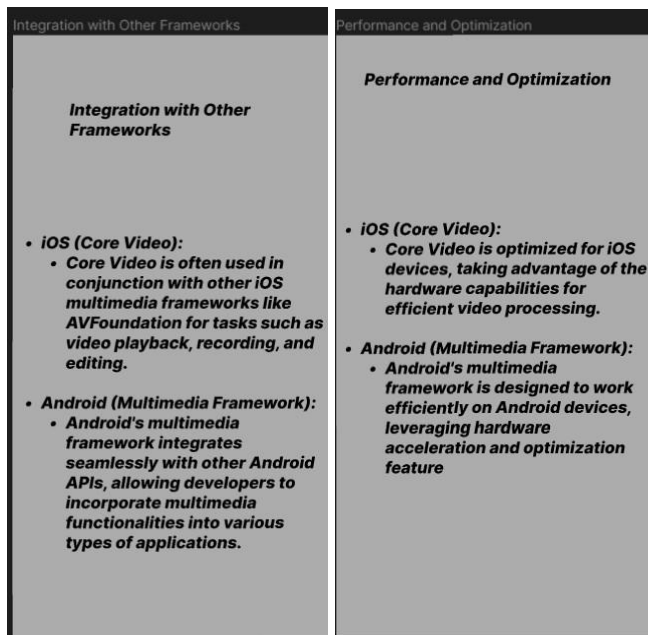 Integration with Other Frameworks
Integration with Other
Frameworks
• iOS (Core Video):
• Core Video is often used in
conjunction with other iOS
multimedia frameworks like
AVFoundation for tasks such as
video playback, recording, and
editing.
• Android (Multimedia Framework):
• Android's multimedia
framework integrates
seamlessly with other Android
APIs, allowing developers to
incorporate multimedia
functionalities into various
types of applications.
Performance and Optimization
Performance and Optimization
• iOS (Core Video):
• Core Video is optimized for iOS
devices, taking advantage of the
hardware capabilities for
efficient video processing.
• Android (Multimedia Framework):
• Android's multimedia
framework is designed to work
efficiently on Android devices,
leveraging hardware
acceleration and optimization
feature